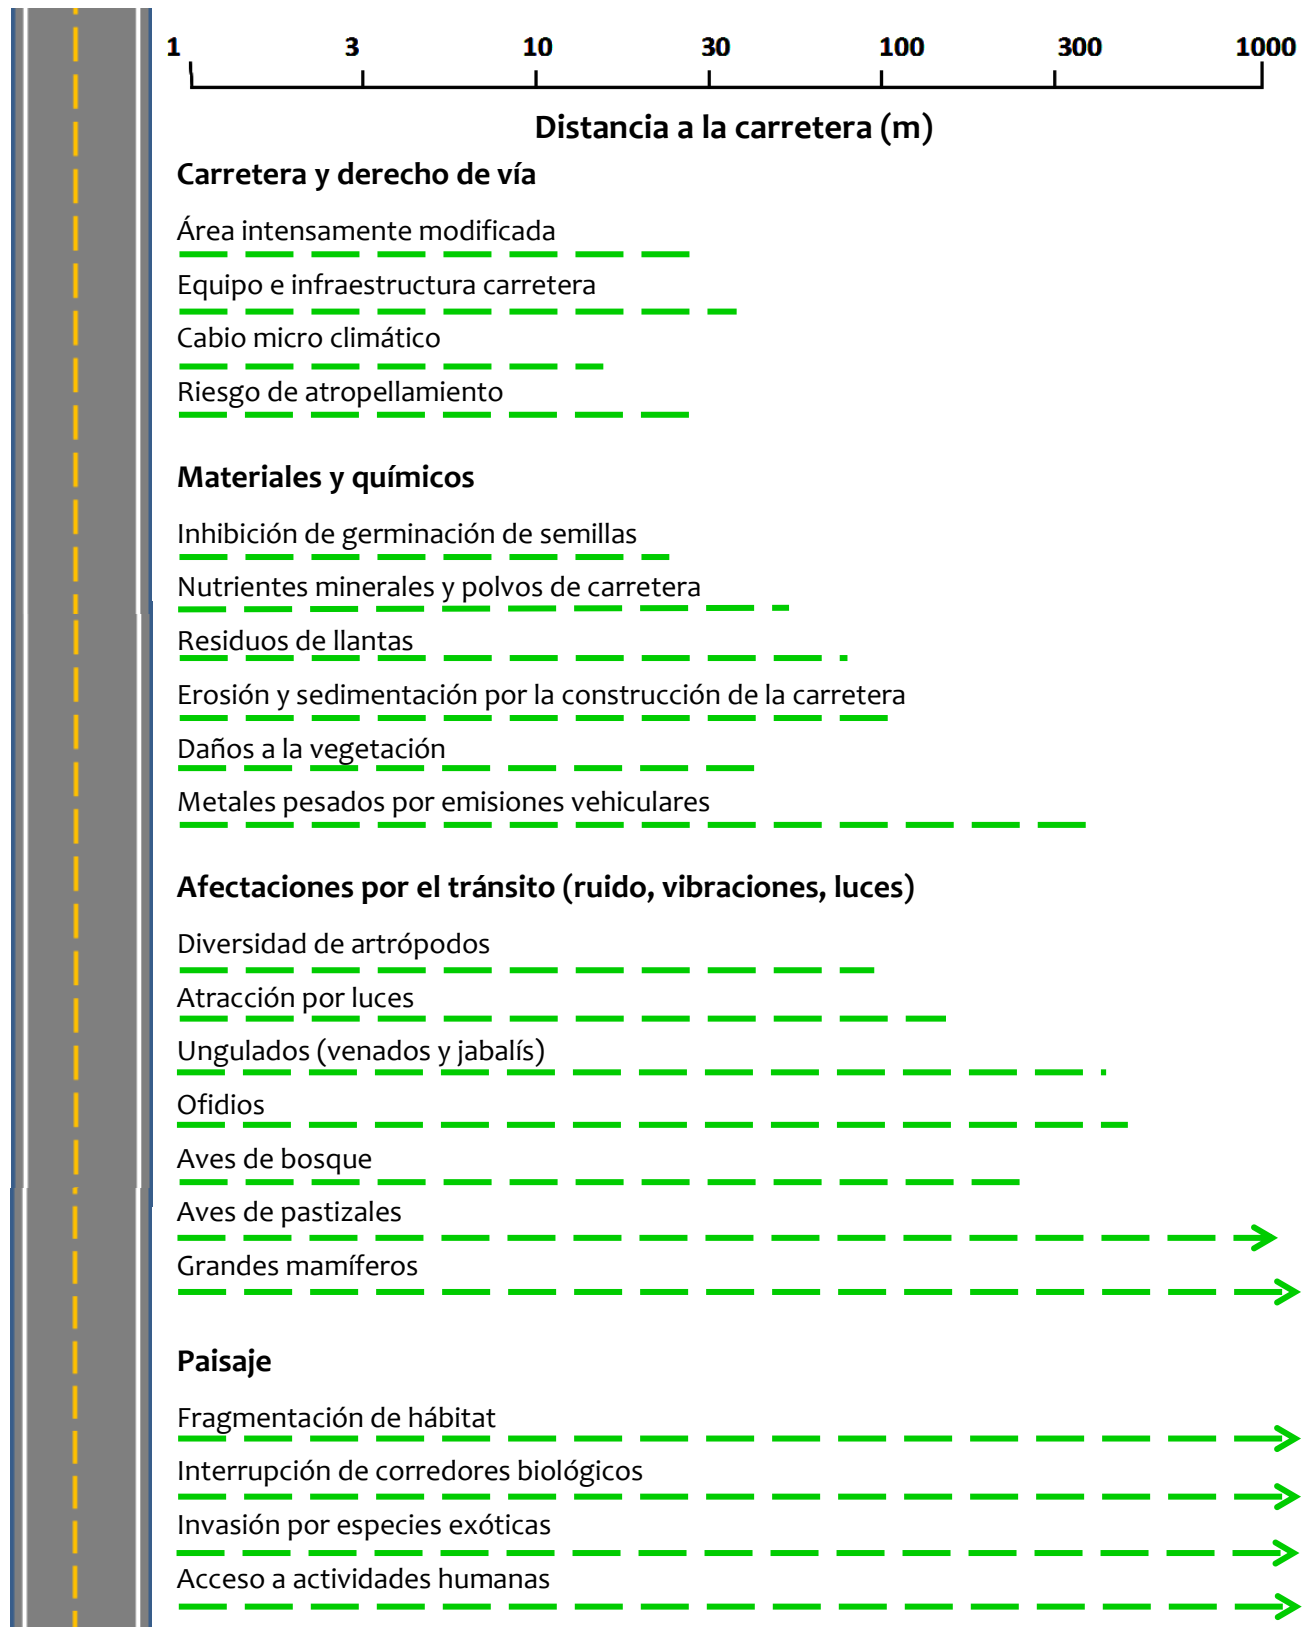 1 3 10 30 100 300 1000
Distancia a la carretera (m)
Carretera y derecho de vía
Área intensamente modificada
Equipo e infraestructura carretera
Cabio micro climático
Riesgo de atropellamiento
Materiales y químicos
Inhibición de germinación de semillas
Nutrientes minerales y polvos de carretera
Residuos de llantas
Erosión y sedimentación por la construcción de la carretera
Daños a la vegetación
Metales pesados por emisiones vehiculares
Afectaciones por el tránsito (ruido, vibraciones, luces)
Diversidad de artrópodos
Atracción por luces
Ungulados (venados y jabalís)
Ofidios
Aves de bosque
Aves de pastizales
Grandes mamíferos
Paisaje
Fragmentación de hábitat
Interrupción de corredores biológicos
Invasión por especies exóticas
Acceso a actividades humanas